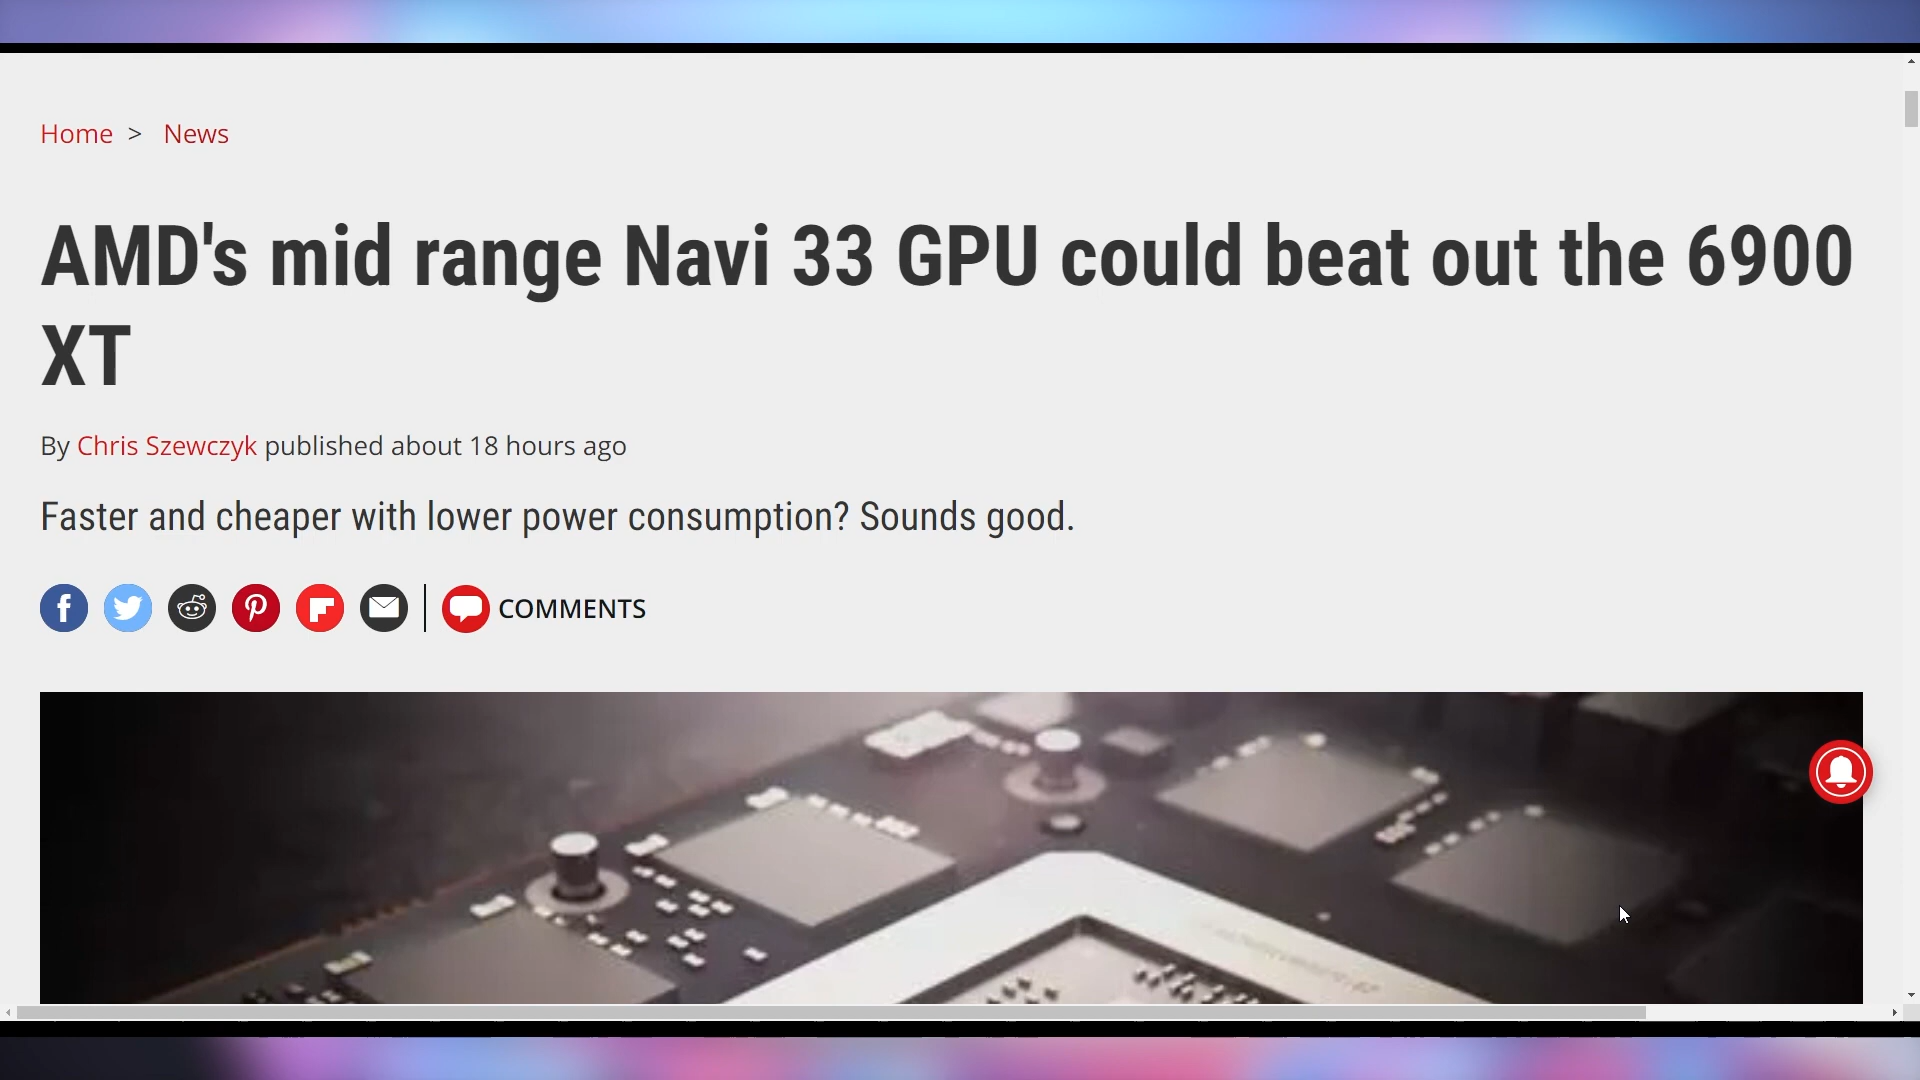 Home > News
AMD's mid range Navi 33 GPU could beat out the 6900
XT
By Chris Szewczyk published about 18 hours ago
Faster and cheaper with lower power consumption? Sounds good.
COMMENTS